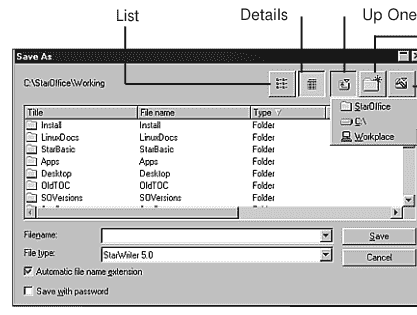 List Details Up One
Save As
C:\StarOffice\Working
Title File name Type
Install Install Folder
LinuxDocs LinuxDocs Folder
StarBasic StarBasic Folder
Apps Apps Folder
Desktop Desktop Folder
OldTOC OldTOC Folder
SOVersions SOVersions Folder
StarOffice
C:\
Workplace
Filename:
Save
File type: StarWriter 5.0
Cancel
Automatic file name extension
Save with password